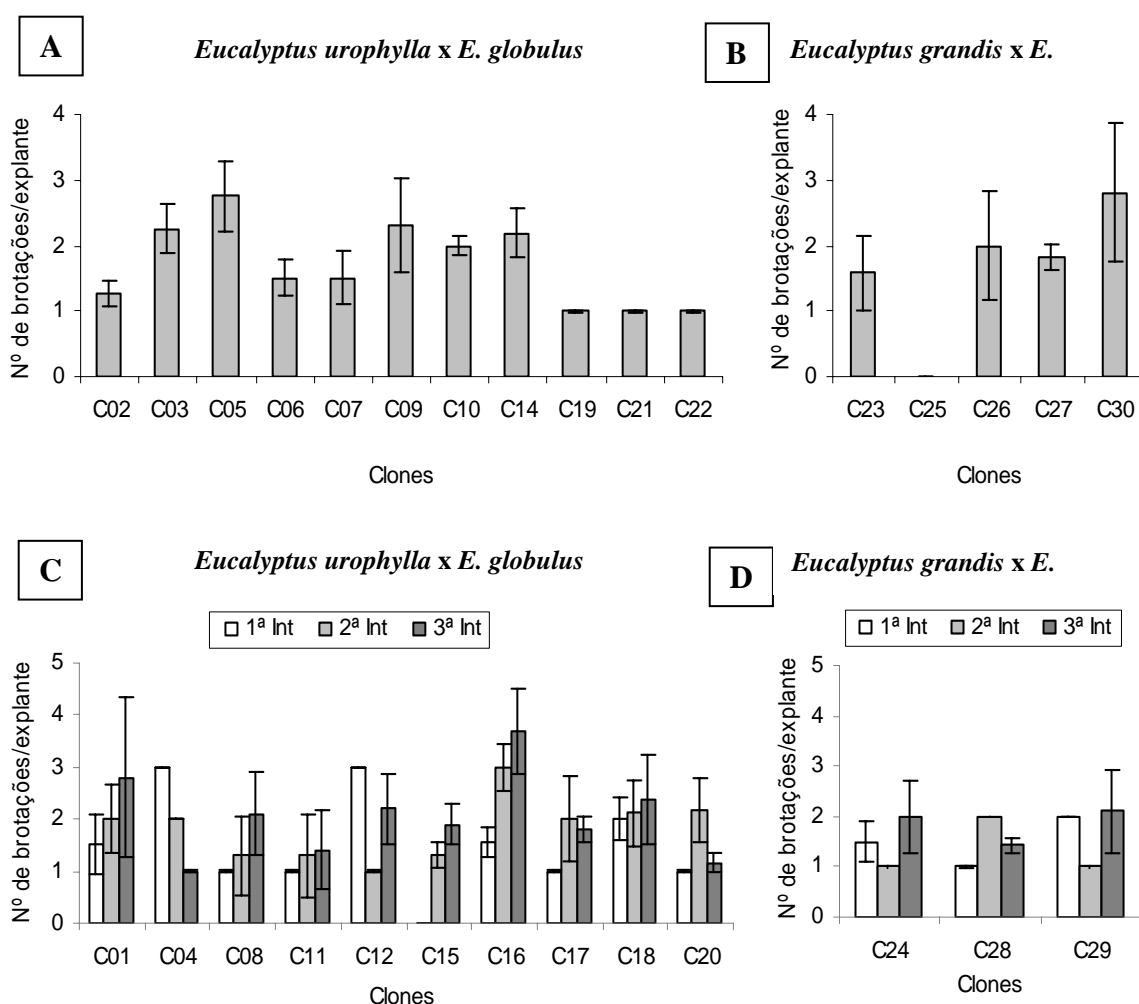 A
Eucalyptus urophylla x E. globulus
Nº de brotações/explante
4
3
2
1
0
C02 C03 C05 C06 C07 C09 C10 C14 C19 C21 C22
Clones
B
Eucalyptus grandis x E.
Nº de brotações/explante
4
3
2
1
0
C23 C25 C26 C27 C30
Clones
C
Eucalyptus urophylla x E. globulus
1ª Int 2ª Int 3ª Int
Nº de brotações/explante
5
4
3
2
1
0
C01 C04 C08 C11 C12 C15 C16 C17 C18 C20
Clones
D
Eucalyptus grandis x E.
1ª Int 2ª Int 3ª Int
Nº de brotações/explante
5
4
3
2
1
0
C24 C28 C29
Clones